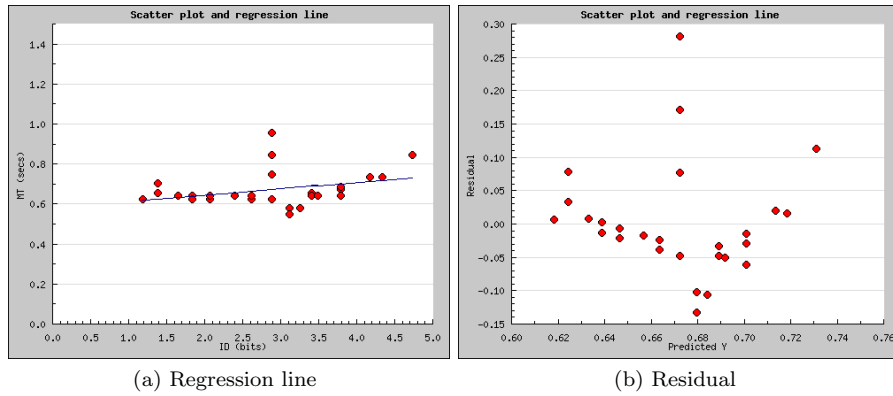 Scatter plot and regression line
MT (secs)
1.4
1.2
1.0
0.8
0.6
0.4
0.2
0.0
0.0 0.5 1.0 1.5 2.0 2.5 3.0 3.5 4.0 4.5 5.0
ID (bits)
(a) Regression line
Scatter plot and regression line
Residual
0.30
0.25
0.20
0.15
0.10
0.05
0.00
-0.05
-0.10
-0.15
0.60 0.62 0.64 0.66 0.68 0.70 0.72 0.74 0.76
Predicted Y
(b) Residual